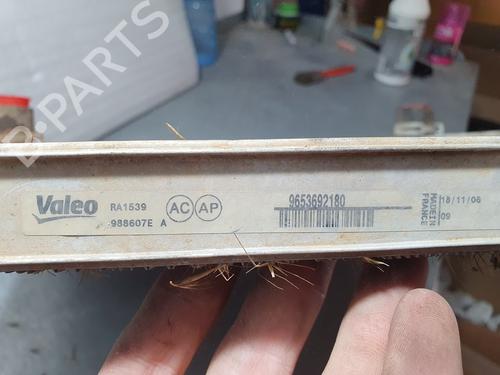 B-PARTS
Valeo RA1539 AC AP 9653692180 MADE IN FRANCE 18/11/06
988607E A 09